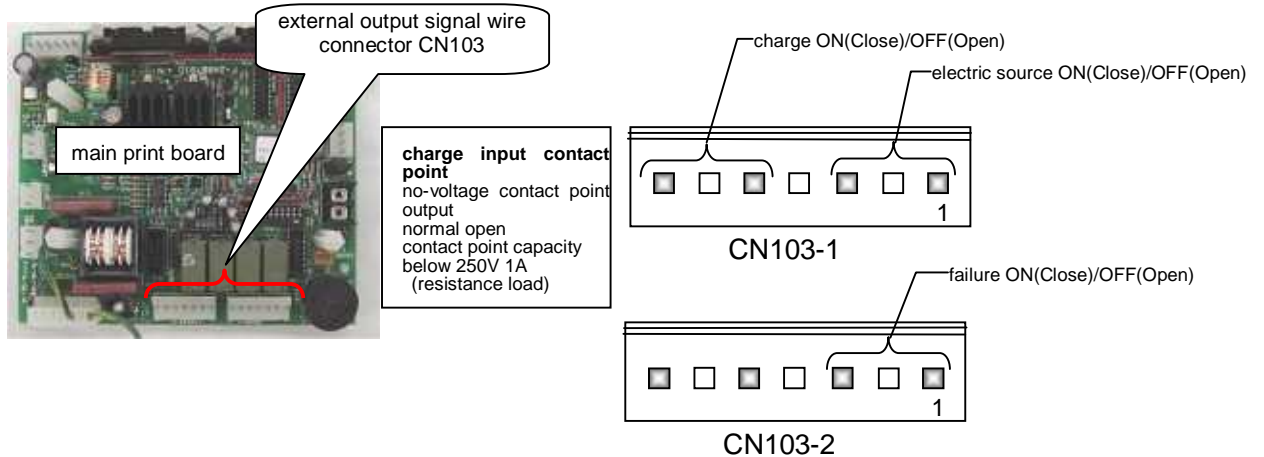 external output signal wire
connector CN103
main print board
charge input contact
point
no-voltage contact point
output
normal open
contact point capacity
below 250V 1A
(resistance load)
charge ON(Close)/OFF(Open)
electric source ON(Close)/OFF(Open)
1
CN103-1
failure ON(Close)/OFF(Open)
1
CN103-2